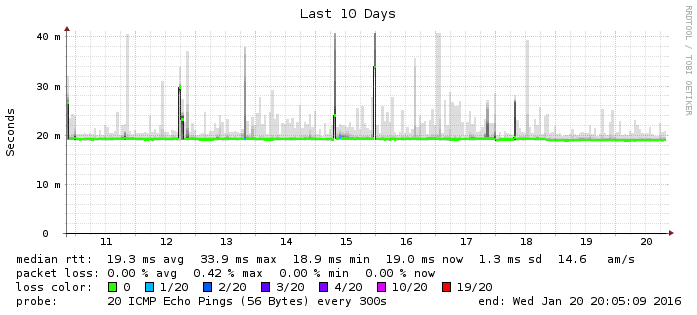 Last 10 Days
RRDTOOL / TOBI OETIKER
Seconds
40 m
30 m
20 m
10 m
0
11 12 13 14 15 16 17 18 19 20
median rtt: 19.3 ms avg 33.9 ms max 18.9 ms min 19.0 ms now 1.3 ms sd 14.6 am/s
packet loss: 0.00 % avg 0.42 % max 0.00 % min 0.00 % now
loss color: 0 1/20 2/20 3/20 4/20 10/20 19/20
probe: 20 ICMP Echo Pings (56 Bytes) every 300s end: Wed Jan 20 20:05:09 2016